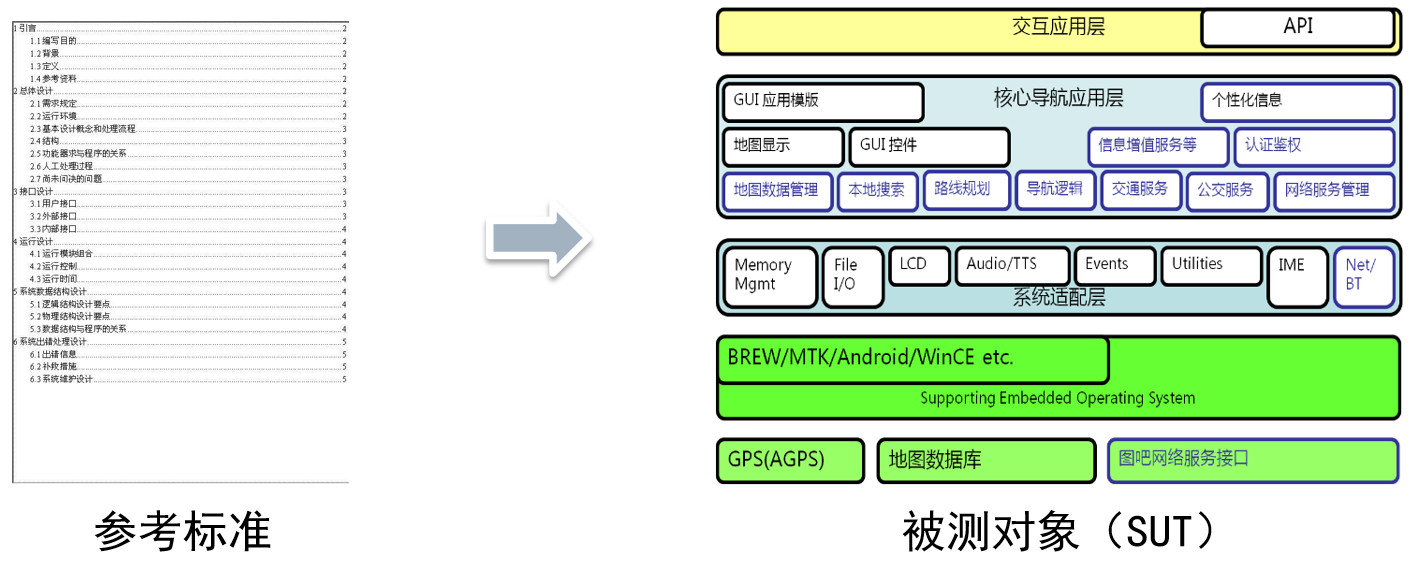 1 引言 2
1.1 编写目的 2
1.2 背景 2
1.3 定义 2
1.4 参考资料 2
2 总体设计 2
2.1 需求规定 2
2.2 运行环境 2
2.3 基本设计概念和处理流程 3
2.4 结构 3
2.5 功能器求与程序的关系 3
2.6 人工处理过程 3
2.7 尚未问决的问题 3
3 接口设计 3
3.1 用户接口 3
3.2 外部接口 3
3.3 内部接口 4
4 运行设计 4
4.1 运行模块组合 4
4.2 运行控制 4
4.3 运行时间 4
5 系统数据结构设计 4
5.1 逻辑结构设计要点 4
5.2 物理结构设计要点 4
5.3 数据结构与程序的关系 4
6 系统出错处理设计 5
6.1 出错信息 5
6.2 补救措施 5
6.3 系统维护设计 5
参考标准
交互应用层
API
GUI 应用模版
核心导航应用层
个性化信息
地图显示
GUI 控件
信息增值服务等
认证鉴权
地图数据管理
本地搜索
路线规划
导航逻辑
交通服务
公交服务
网络服务管理
Memory
Mgmt
File
I/O
LCD
Audio/TTS
Events
Utilities
IME
Net/
BT
系统适配层
BREW/MTK/Android/WinCE etc.
Supporting Embedded Operating System
GPS(AGPS)
地图数据库
图吧网络服务接口
被测对象（SUT）